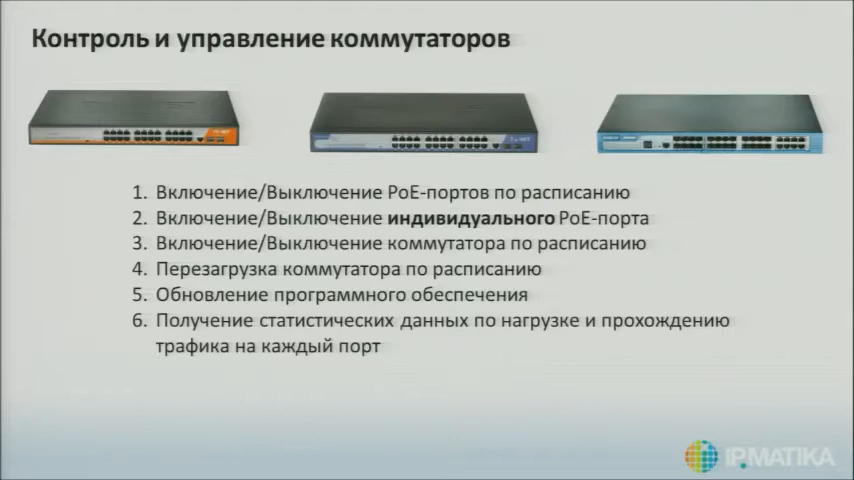 Контроль и управление коммутаторов
1. Включение/Выключение PoE-портов по расписанию
2. Включение/Выключение индивидуального PoE-порта
3. Включение/Выключение коммутатора по расписанию
4. Перезагрузка коммутатора по расписанию
5. Обновление программного обеспечения
6. Получение статистических данных по нагрузке и прохождению
трафика на каждый порт
IPMATIKA